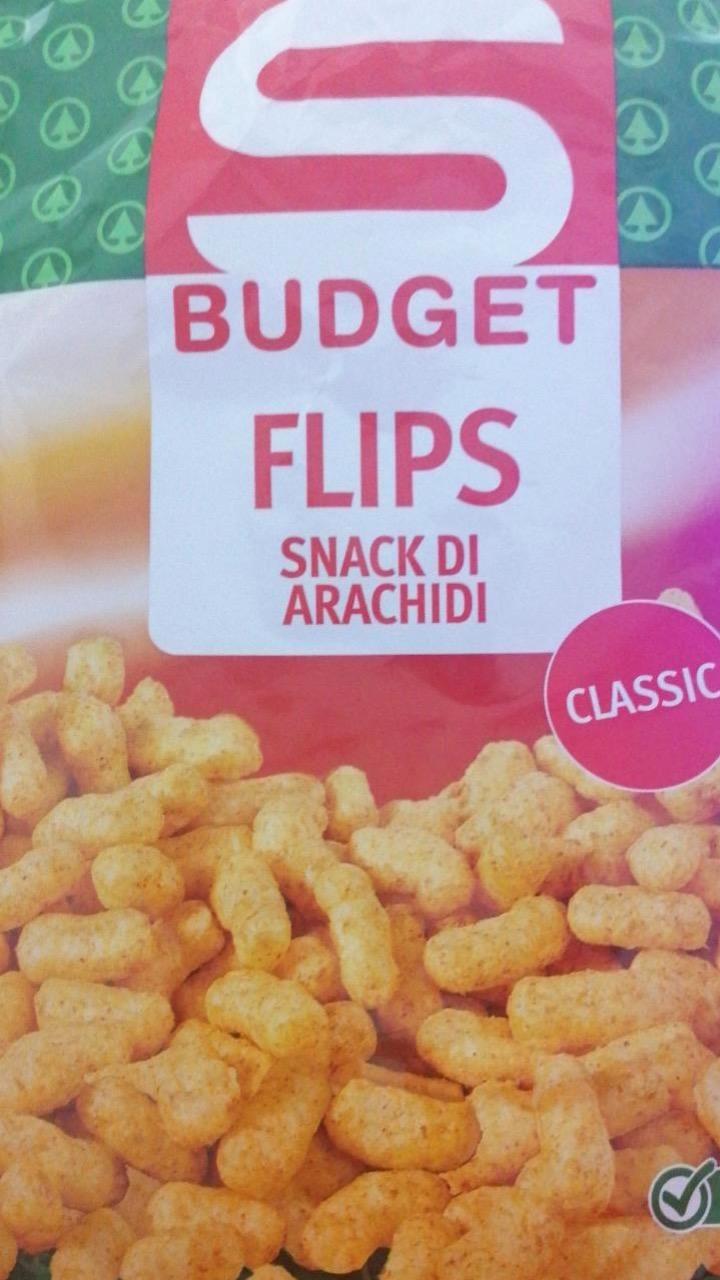 S
BUDGET
FLIPS
SNACK DI
ARACHIDI
CLASSIC